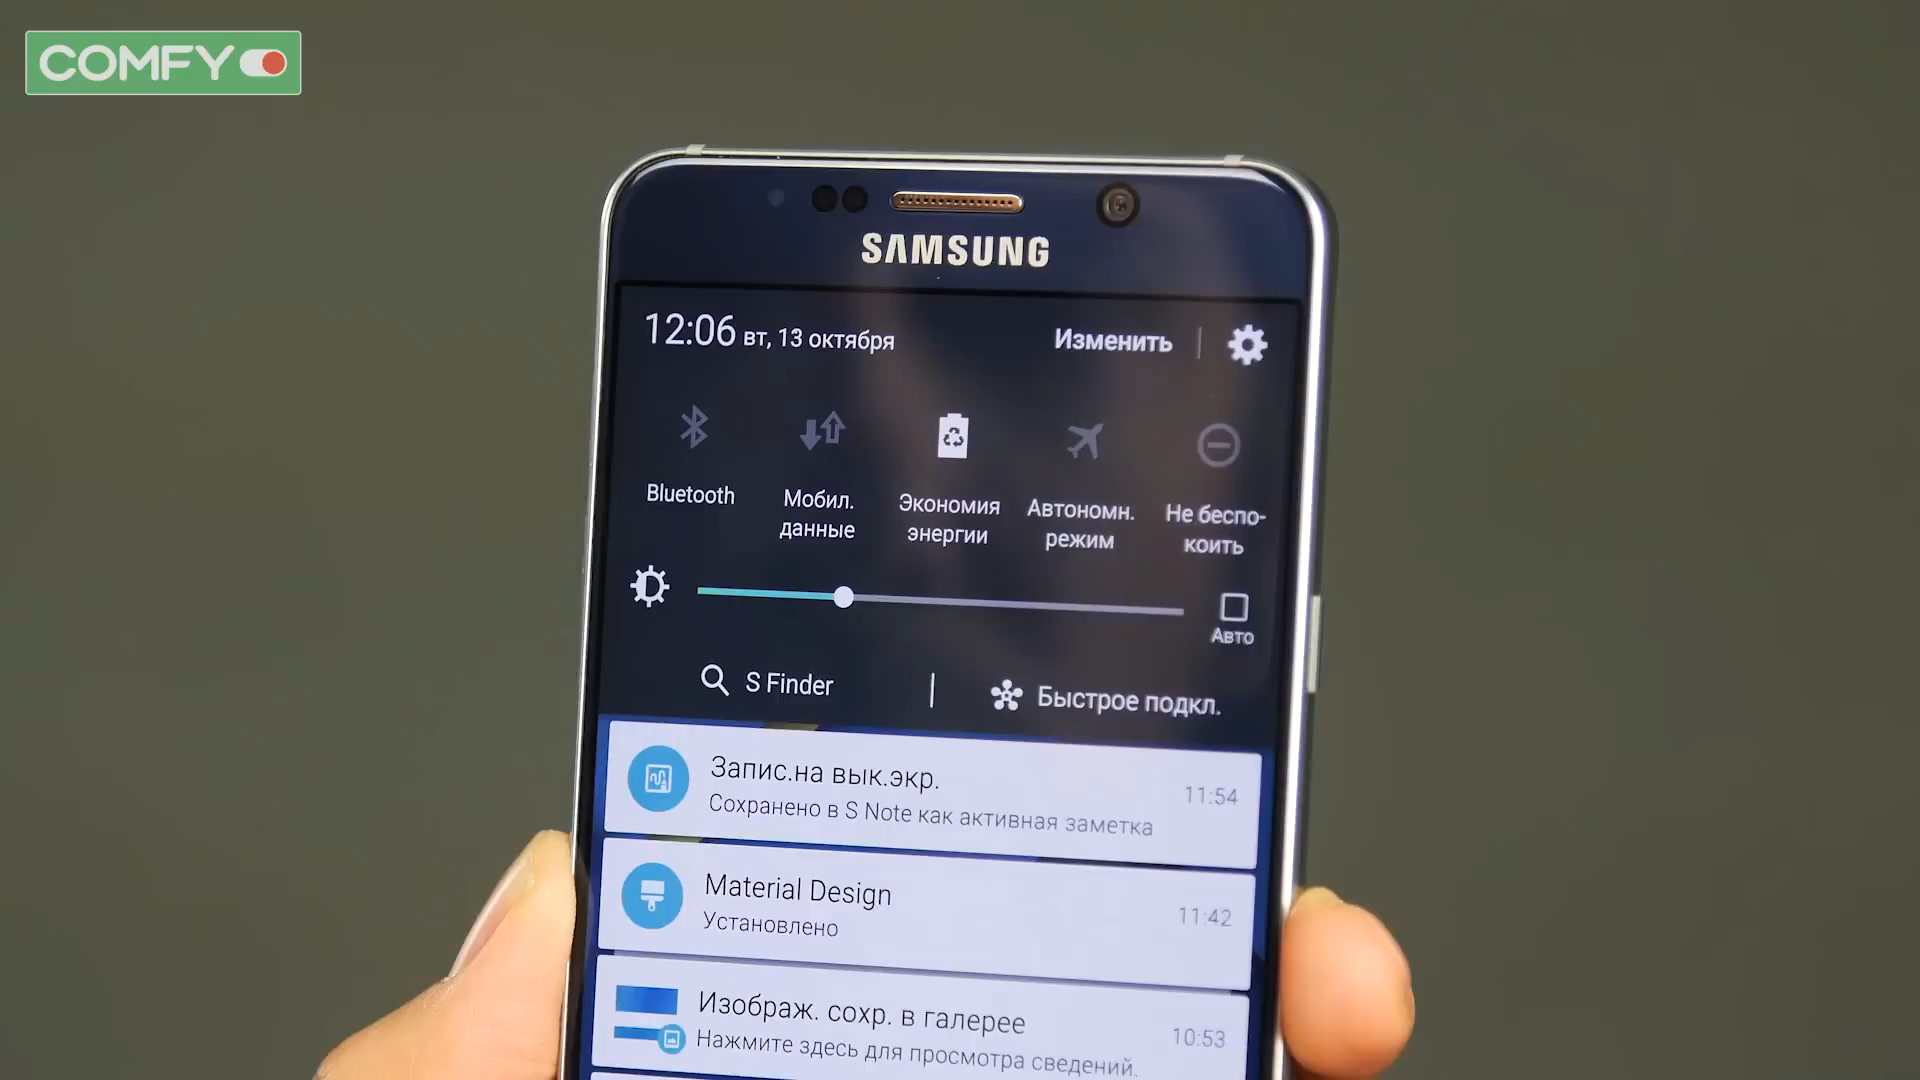 COMFY
SAMSUNG
12:06 вт, 13 октября Изменить
Bluetooth
Мобил.
данные
Экономия
энергии
Автономн.
режим
Не беспо-
коить
Авто
S Finder
Быстрое подкл.
Запис.на вык.экр.
Сохранено в S Note как активная заметка
11:54
Material Design
Установлено
11:42
Изображ. сохр. в галерее
Нажмите здесь для просмотра сведений.
10:53